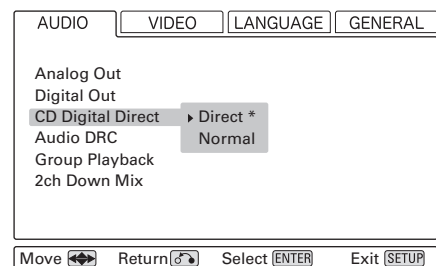 AUDIO VIDEO LANGUAGE GENERAL
Analog Out
Digital Out
CD Digital Direct Direct *
Audio DRC Normal
Group Playback
2ch Down Mix
Move Return Select ENTER Exit SETUP